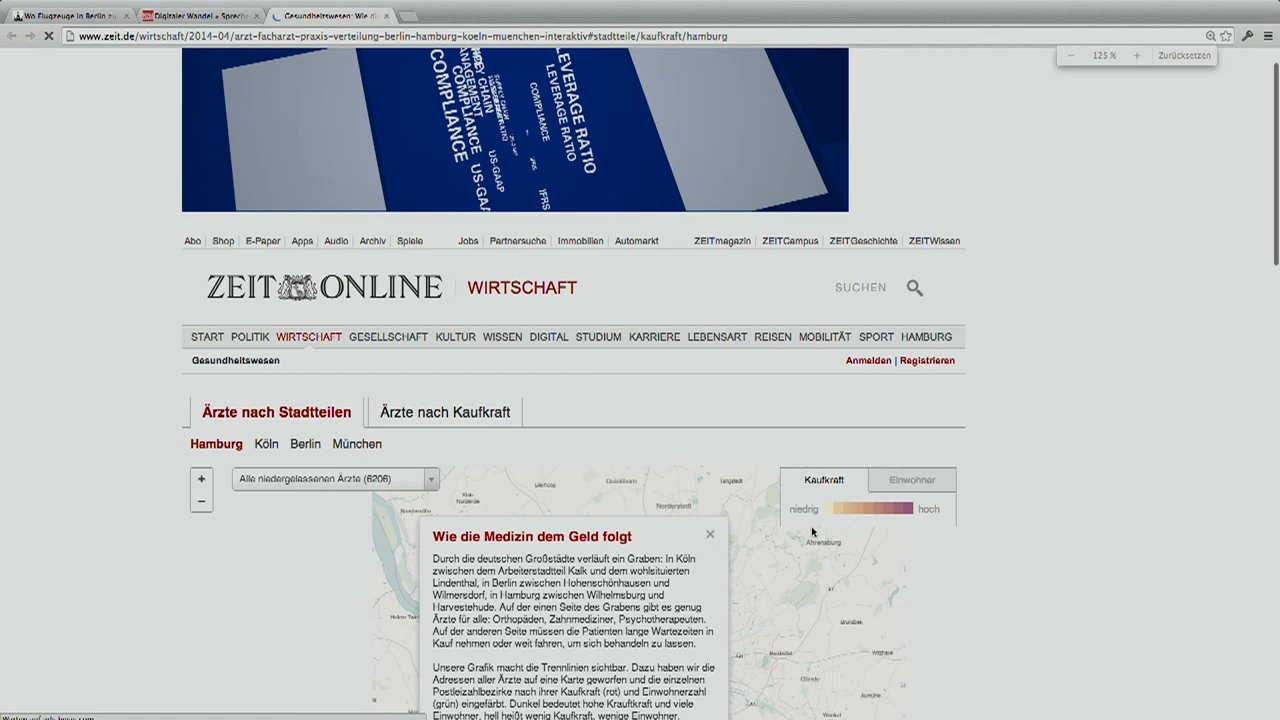 Wo Flugzeuge in Berlin zu
Digitaler Wandel » Spreche
Gesundheitswesen: Wie die
www.zeit.de/wirtschaft/2014-04/arzt-facharzt-praxis-verteilung-berlin-hamburg-koeln-muenchen-interaktiv#stadtteile/kaufkraft/hamburg
− 125 % + Zurücksetzen
LEVERAGE RATIO
LEVERAGE RATIO
COMPLIANCE
IFRS
CHAIN
COMPLIANCE
COMPLIANCE
US-GAAP
Abo Shop E-Paper Apps Audio Archiv Spiele Jobs Partnersuche Immobilien Automarkt ZEITmagazin ZEITCampus ZEITGeschichte ZEITWissen
ZEIT ONLINE WIRTSCHAFT SUCHEN
START POLITIK WIRTSCHAFT GESELLSCHAFT KULTUR WISSEN DIGITAL STUDIUM KARRIERE LEBENSART REISEN MOBILITÄT SPORT HAMBURG
Gesundheitswesen Anmelden | Registrieren
Ärzte nach Stadtteilen Ärzte nach Kaufkraft
Hamburg Köln Berlin München
+
−
Alle niedergelassenen Ärzte (6206)
Kaufkraft Einwohner
niedrig hoch
Quickborn
Tangstedt
Norderstedt
Ahrensburg
Wie die Medizin dem Geld folgt
Durch die deutschen Großstädte verläuft ein Graben: In Köln
zwischen dem Arbeiterstadtteil Kalk und dem wohlsituierten
Lindenthal, in Berlin zwischen Hohenschönhausen und
Wilmersdorf, in Hamburg zwischen Wilhelmsburg und
Harvestehude. Auf der einen Seite des Grabens gibt es genug
Ärzte für alle: Orthopäden, Zahnmediziner, Psychotherapeuten.
Auf der anderen Seite müssen die Patienten lange Wartezeiten in
Kauf nehmen oder weit fahren, um sich behandeln zu lassen.
Unsere Grafik macht die Trennlinien sichtbar. Dazu haben wir die
Adressen aller Ärzte auf eine Karte geworfen und die einzelnen
Postleizahlbezirke nach ihrer Kaufkraft (rot) und Einwohnerzahl
(grün) eingefärbt. Dunkel bedeutet hohe Krauftkraft und viele
Einwohner, hell heißt wenig Kaufkraft, wenige Einwohner.